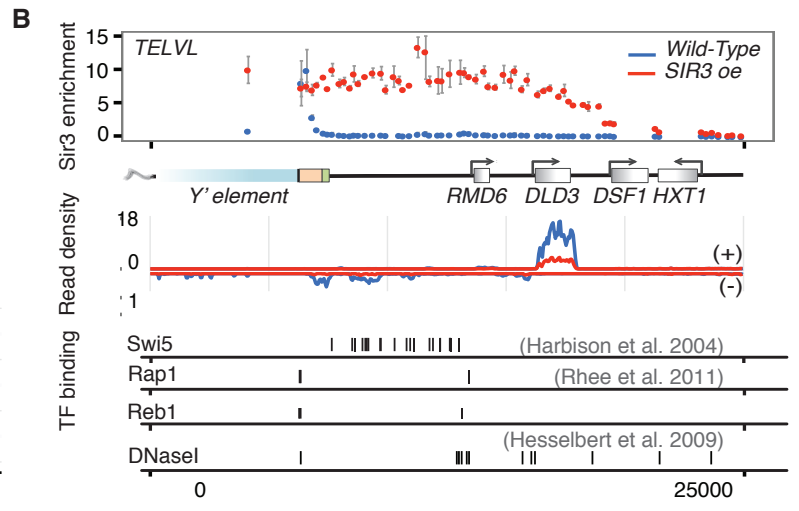 B
TELVL
Wild-Type
SIR3 oe
Sir3 enrichment
15
10
5
0
Y' element
RMD6
DLD3
DSF1
HXT1
Read density
18
0
1
(+)
(-)
TF binding
Swi5
(Harbison et al. 2004)
Rap1
(Rhee et al. 2011)
Reb1
(Hesselbert et al. 2009)
DNaseI
0
25000